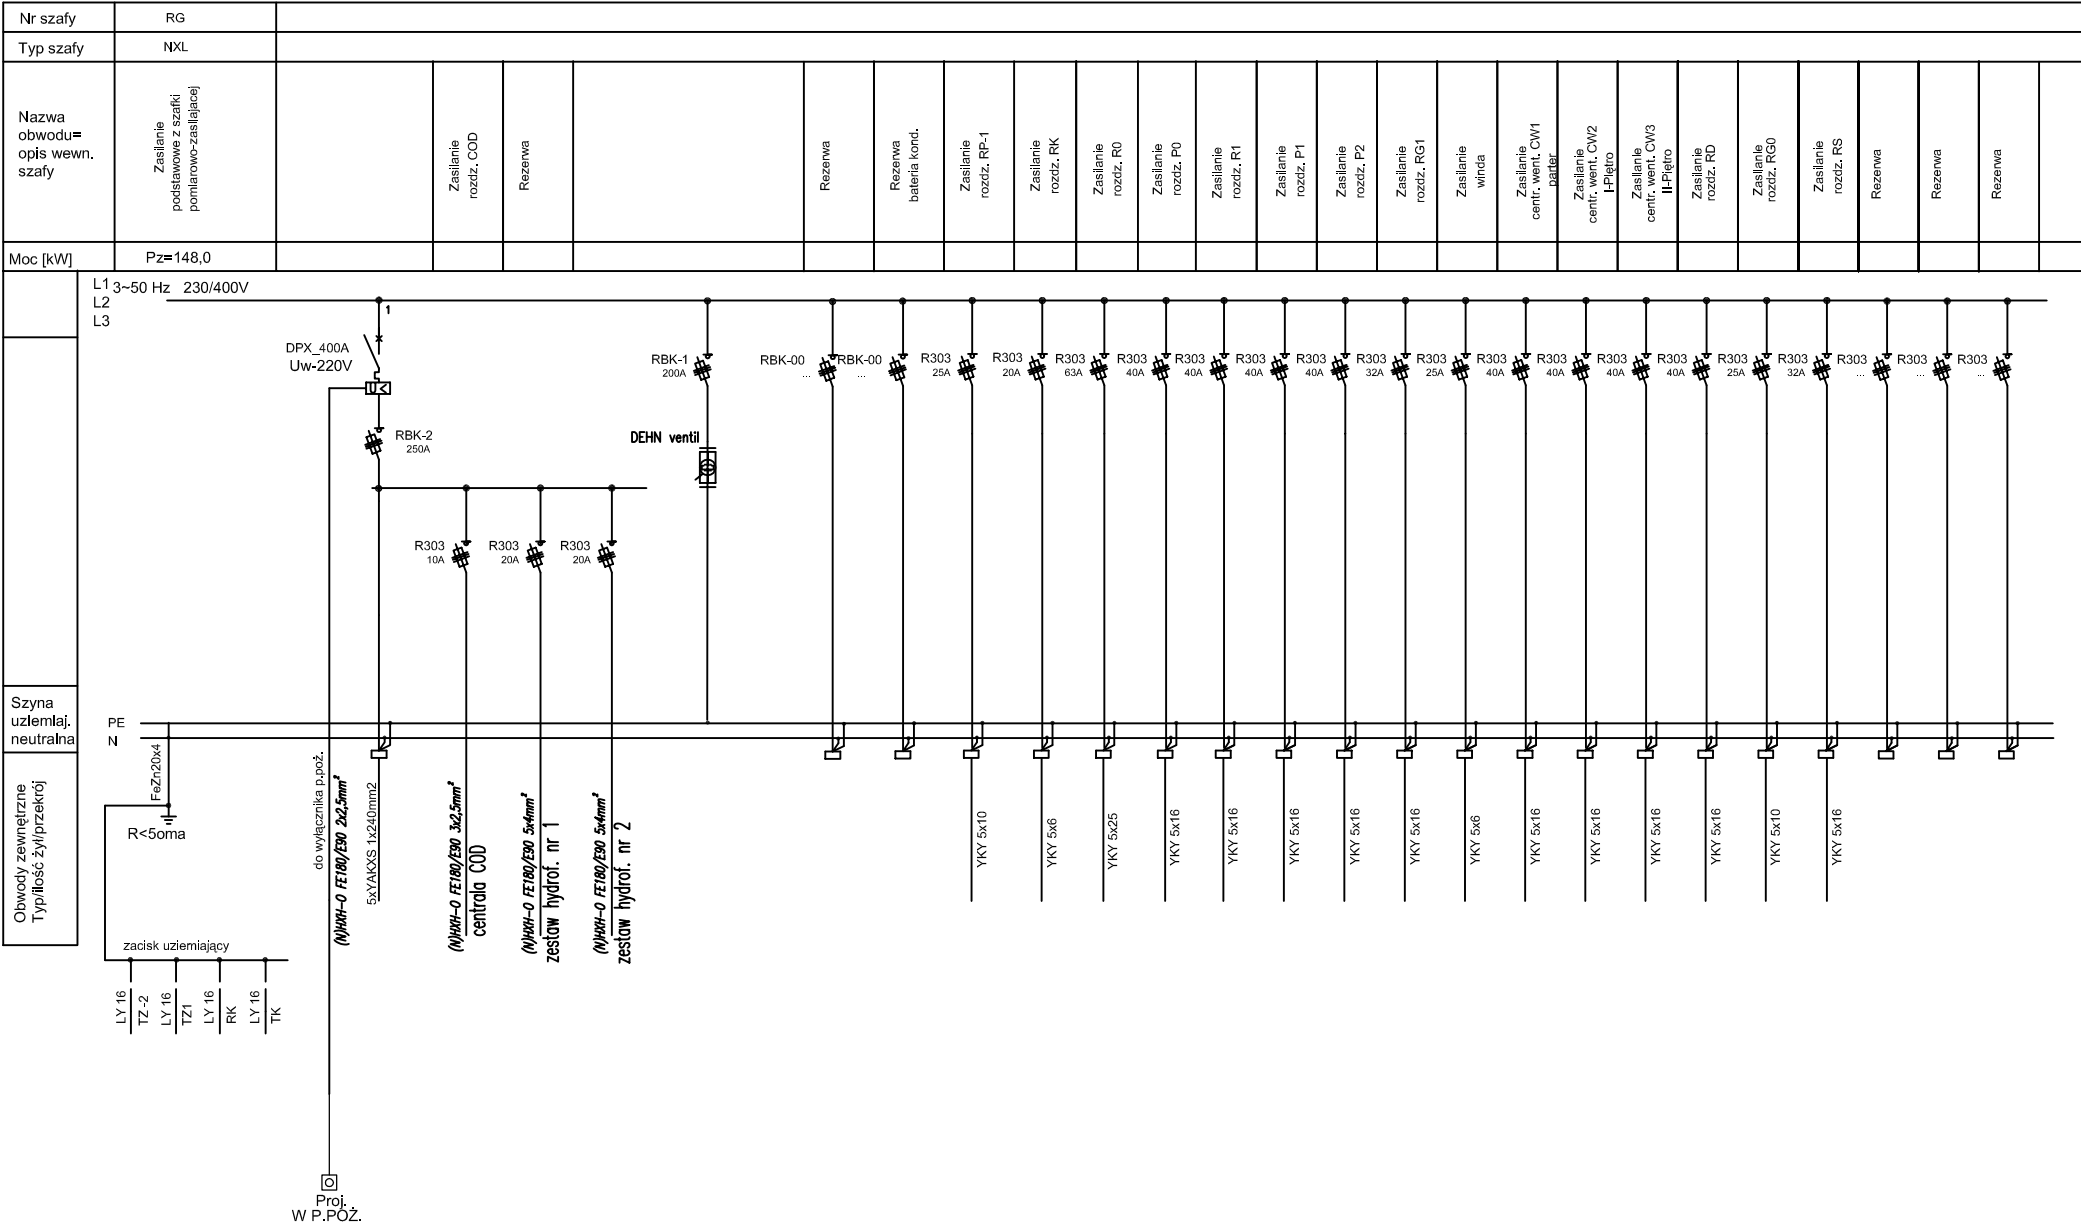 Nr szafy
RG
Typ szafy
NXL
Nazwa
obwodu=
opis wewn.
szafy
Zasilanie
podstawowe z szafki
pomiarowo-zasilajacej
Zasilanie
rozdz. COD
Rezerwa
Rezerwa
Rezerwa
bateria kond.
Zasilanie
rozdz. RP-1
Zasilanie
rozdz. RK
Zasilanie
rozdz. R0
Zasilanie
rozdz. P0
Zasilanie
rozdz. R1
Zasilanie
rozdz. P1
Zasilanie
rozdz. P2
Zasilanie
rozdz. RG1
Zasilanie
winda
Zasilanie
centr. went. CW1
parter
Zasilanie
centr. went. CW2
I-Piętro
Zasilanie
centr. went. CW3
II-Piętro
Zasilanie
rozdz. RD
Zasilanie
rozdz. RG0
Zasilanie
rozdz. RS
Rezerwa
Rezerwa
Rezerwa
Moc [kW]
Pz=148,0
L1
3~50 Hz 230/400V
L2
L3
1
DPX_400A
Uw-220V
U<
RBK-2
250A
R303
10A
R303
20A
R303
20A
RBK-1
200A
DEHN ventil
RBK-00
...
RBK-00
...
R303
25A
R303
20A
R303
63A
R303
40A
R303
40A
R303
40A
R303
40A
R303
32A
R303
25A
R303
40A
R303
40A
R303
40A
R303
40A
R303
25A
R303
32A
R303
...
R303
...
R303
...
Szyna
uziemiaj.
neutralna
PE
N
Obwody zewnętrzne
Typ/ilość żył/przekrój
FeZn20x4
R<5oma
do wyłącznika p.poż.
(N)HXH-O FE180/E90 2x2,5mm²
5xYAKXS 1x240mm2
(N)HXH-O FE180/E90 3x2,5mm²
centrala COD
(N)HXH-O FE180/E90 5x4mm²
zestaw hydrof. nr 1
(N)HXH-O FE180/E90 5x4mm²
zestaw hydrof. nr 2
YKY 5x10
YKY 5x6
YKY 5x25
YKY 5x16
YKY 5x16
YKY 5x16
YKY 5x16
YKY 5x16
YKY 5x6
YKY 5x16
YKY 5x16
YKY 5x16
YKY 5x16
YKY 5x10
YKY 5x16
zacisk uziemiający
LY 16
TZ -2
LY 16
TZ1
LY 16
RK
LY 16
TK
Proj.
W P.POŻ.